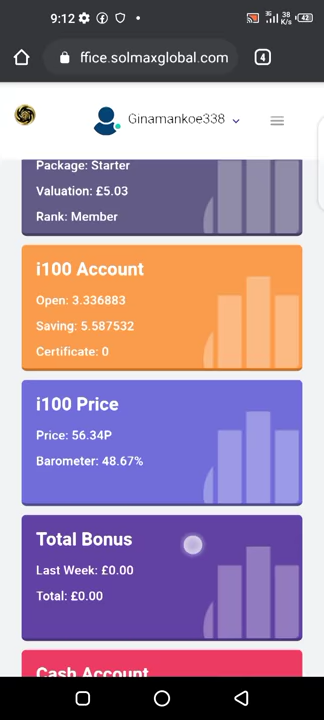 9:12
38
K/s
42
ffice.solmaxglobal.com
4
Ginamankoe338
Package: Starter
Valuation: £5.03
Rank: Member
i100 Account
Open: 3.336883
Saving: 5.587532
Certificate: 0
i100 Price
Price: 56.34P
Barometer: 48.67%
Total Bonus
Last Week: £0.00
Total: £0.00
Cash Account